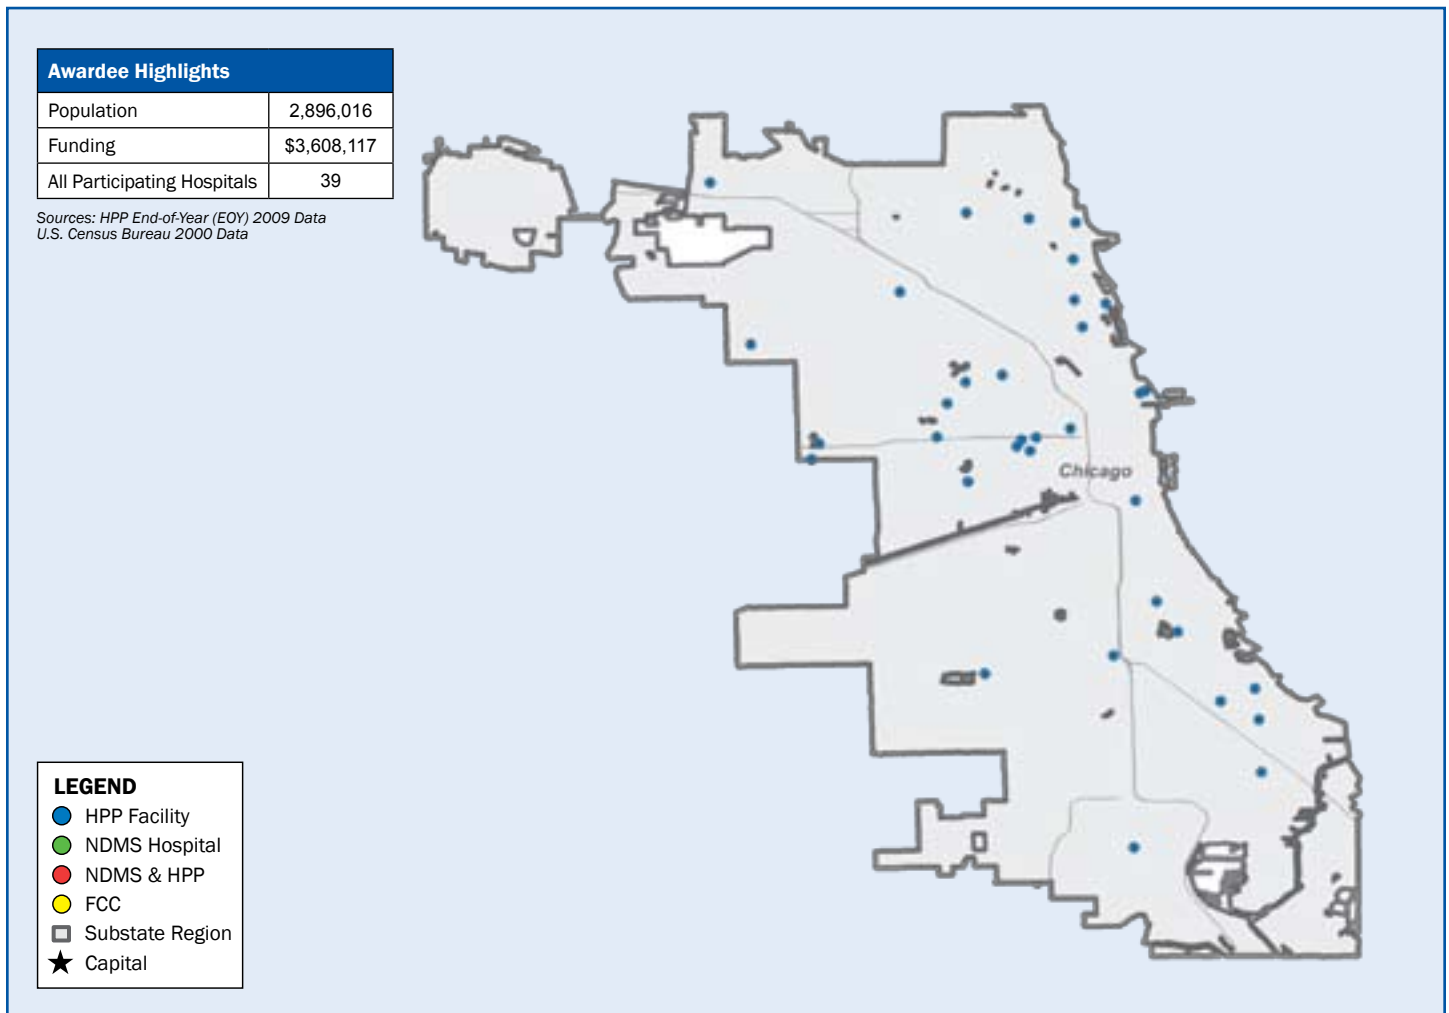 Awardee Highlights
Population 2,896,016
Funding $3,608,117
All Participating Hospitals 39
Sources: HPP End-of-Year (EOY) 2009 Data
U.S. Census Bureau 2000 Data
Chicago
LEGEND
HPP Facility
NDMS Hospital
NDMS & HPP
FCC
Substate Region
Capital